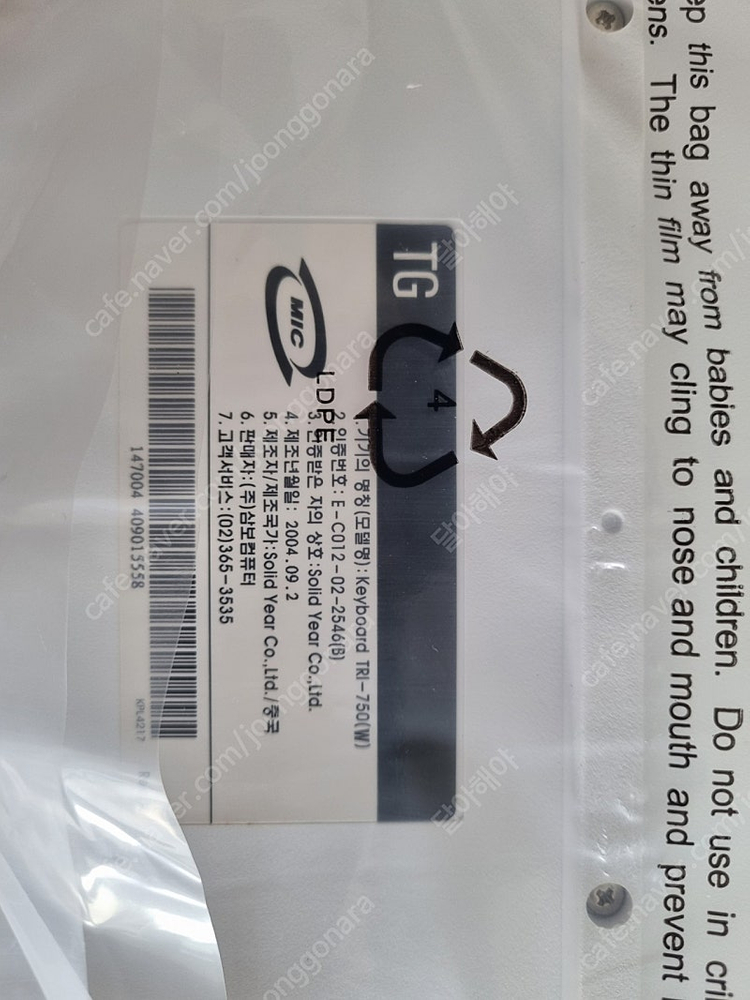 ep this bag away from babies and children. Do not use in cri
ens. The thin film may cling to nose and mouth and prevent
TG
4
LDPE
MIC
1.기기의 명칭(모델명):Keyboard TRI-750(W)
2.인증번호:E-C012-02-2546(B)
3.인증받은 자의 상호:Solid Year Co.,Ltd.
4.제조년월일: 2004.09.2
5.제조자/제조국가:Solid Year Co.,Ltd./중국
6.판매자:(주)삼보컴퓨터
7.고객서비스:(02)365-3535
147004 409015558
KPL4217
cafe.naver.com/joonggonara
달아해야